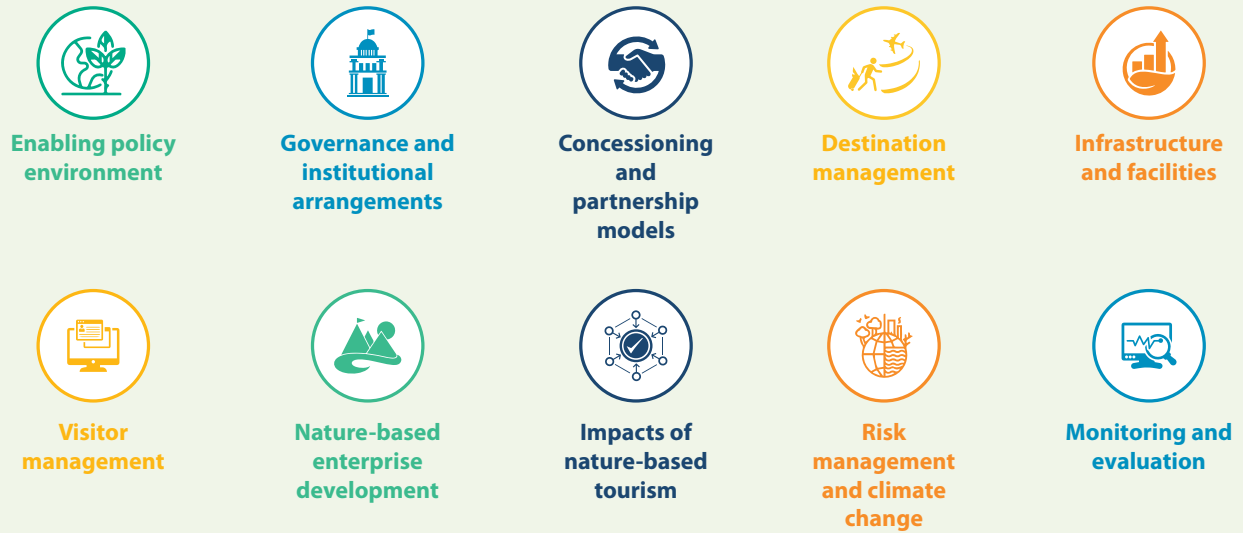 Enabling policy
environment
Governance and
institutional
arrangements
Concessioning
and
partnership
models
Destination
management
Infrastructure
and facilities
Visitor
management
Nature-based
enterprise
development
Impacts of
nature-based
tourism
Risk
management
and climate
change
Monitoring and
evaluation